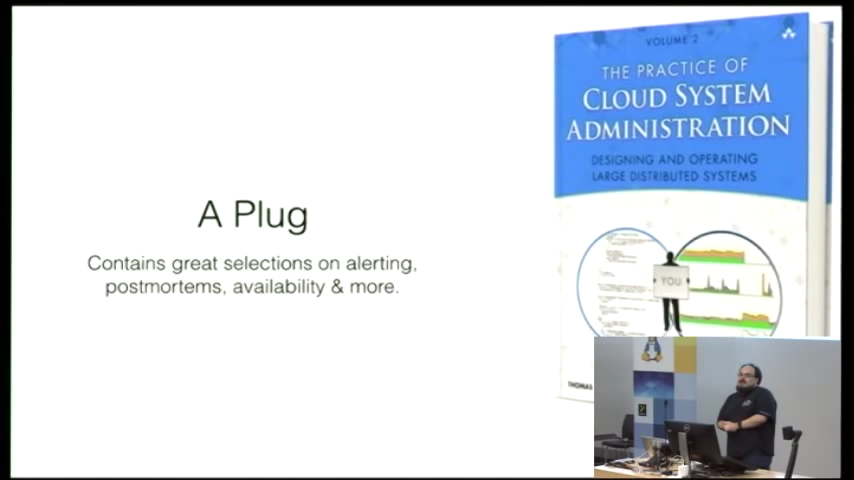 A Plug
Contains great selections on alerting,
postmortems, availability & more.
VOLUME 2
THE PRACTICE OF
CLOUD SYSTEM
ADMINISTRATION
DESIGNING AND OPERATING
LARGE DISTRIBUTED SYSTEMS
YOU
THOMAS